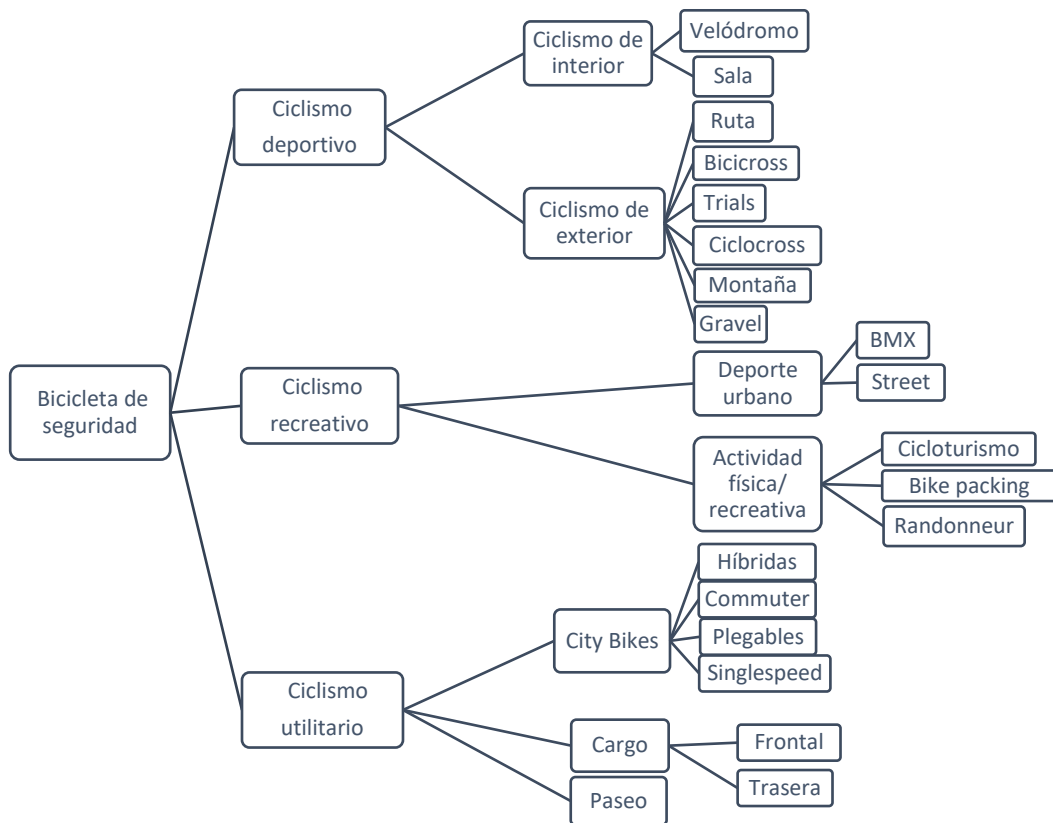 Bicicleta de
seguridad
Ciclismo
deportivo
Ciclismo de
interior
Velódromo
Sala
Ciclismo de
exterior
Ruta
Bicicross
Trials
Ciclocross
Montaña
Gravel
Ciclismo
recreativo
Deporte
urbano
BMX
Street
Actividad
física/
recreativa
Cicloturismo
Bike packing
Randonneur
Ciclismo
utilitario
City Bikes
Híbridas
Commuter
Plegables
Singlespeed
Cargo
Frontal
Trasera
Paseo